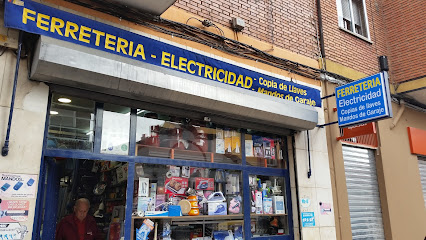 FERRETERIA - ELECTRICIDAD - Copia de Llaves
- Mandos de Garaje
FERRETERIA
Electricidad
Copias de llaves
Mandos de Garaje